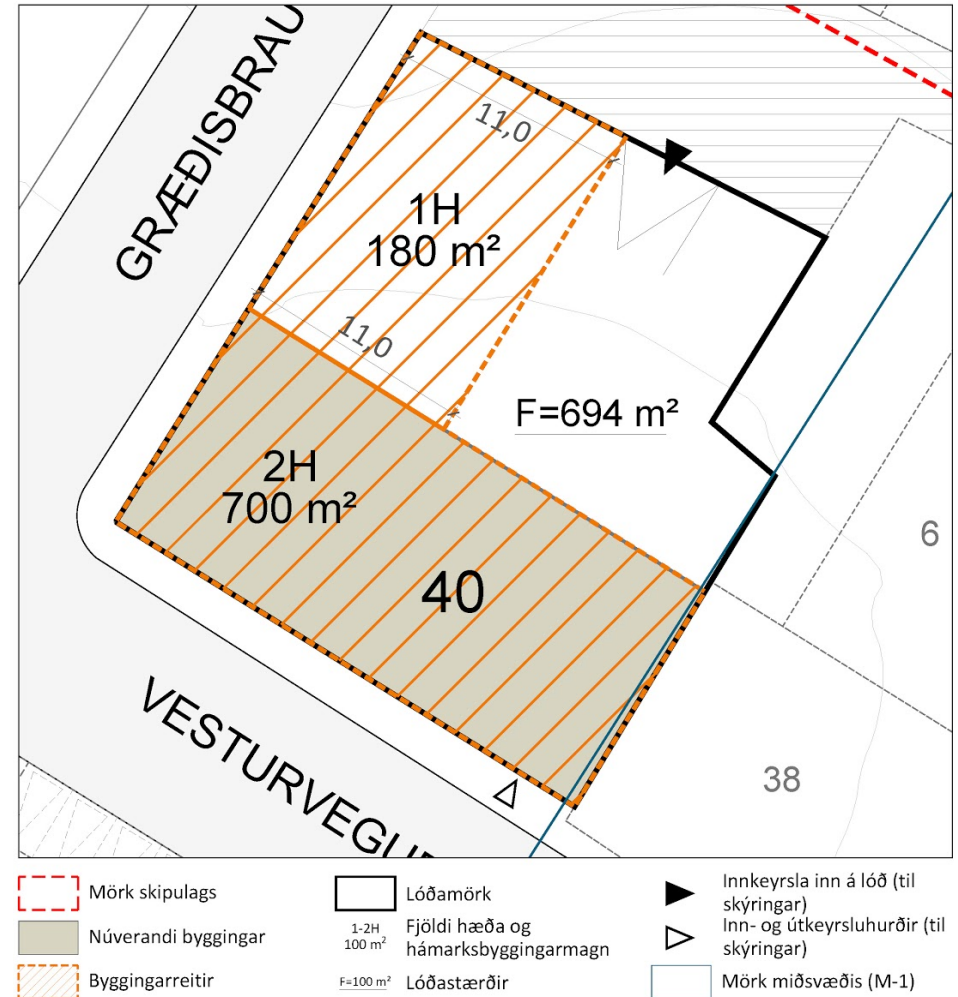 GRÆÐISBRAU
11,0
1H
180 m²
11,0
F=694 m²
2H
700 m²
40
6
38
VESTURVEGU
Mörk skipulags
Núverandi byggingar
Byggingarreitir
Lóðamörk
1-2H
100 m²
Fjöldi hæða og
hámarksbyggingarmagn
F=100 m²
Lóðastærðir
Innkeyrsla inn á lóð (til
skýringar)
Inn- og útkeyrsluhurðir (til
skýringar)
Mörk miðsvæðis (M-1)